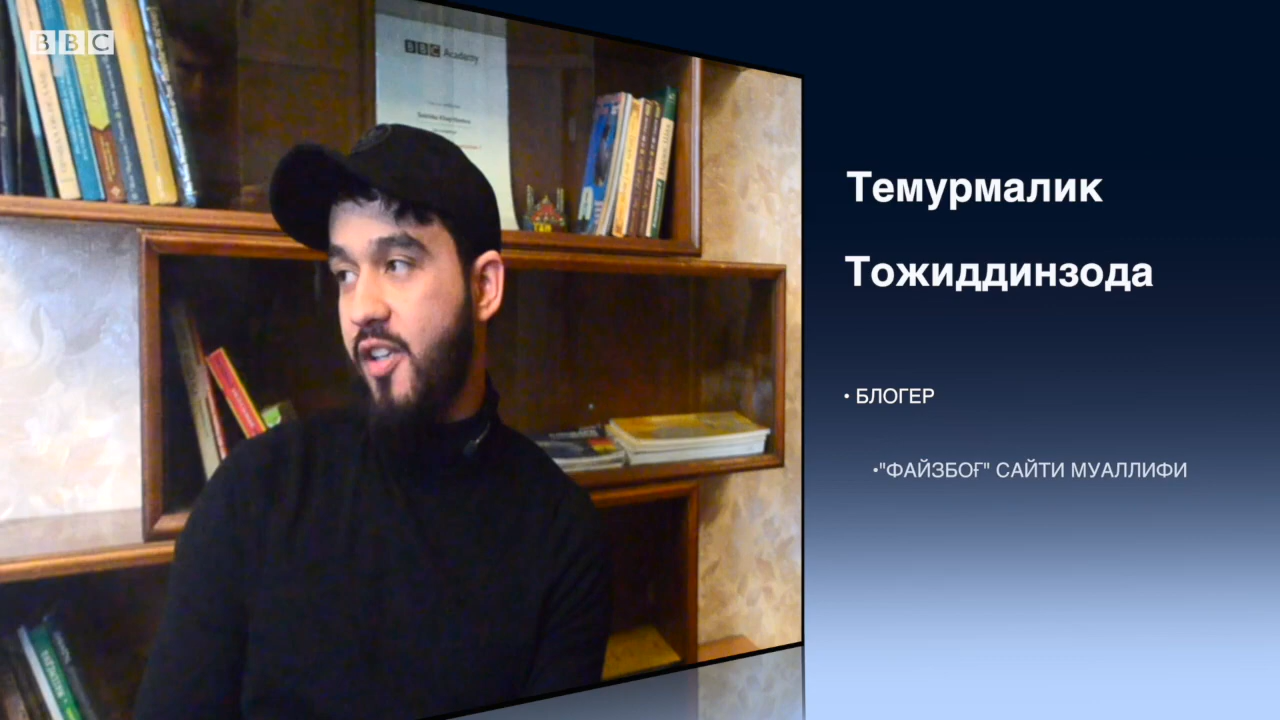 BBC
BBC Academy
Темурмалик
Тожиддинзода
• БЛОГЕР
•"ФАЙЗБОҒ" САЙТИ МУАЛЛИФИ